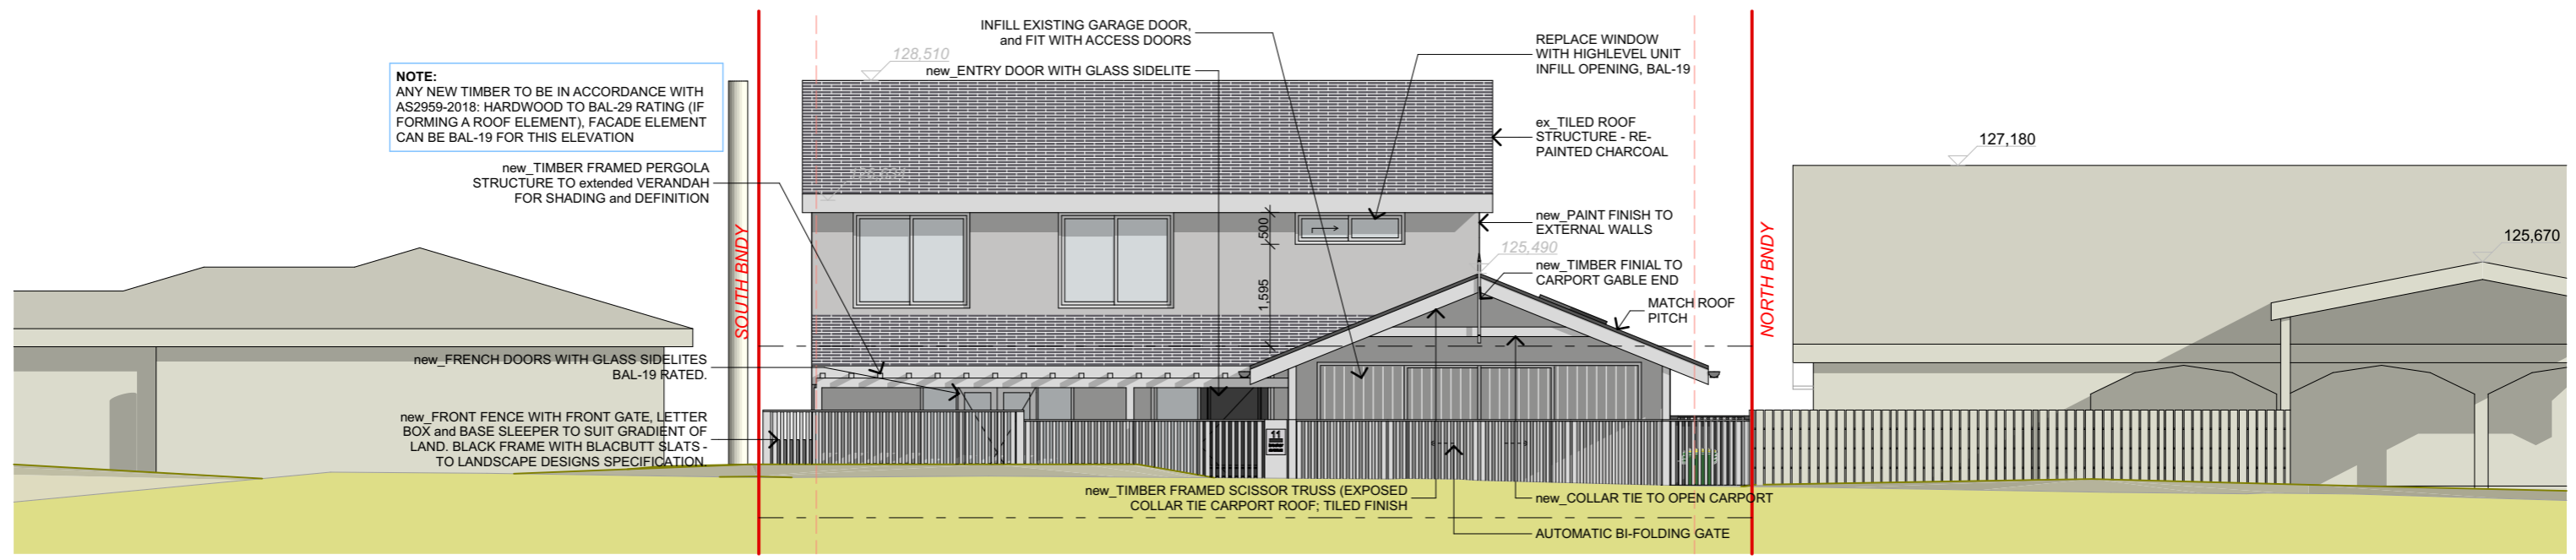 INFILL EXISTING GARAGE DOOR,
and FIT WITH ACCESS DOORS
128,510
new_ENTRY DOOR WITH GLASS SIDELITE
REPLACE WINDOW
WITH HIGHLEVEL UNIT
INFILL OPENING, BAL-19
NOTE:
ANY NEW TIMBER TO BE IN ACCORDANCE WITH
AS2959-2018: HARDWOOD TO BAL-29 RATING (IF
FORMING A ROOF ELEMENT), FACADE ELEMENT
CAN BE BAL-19 FOR THIS ELEVATION
ex_TILED ROOF
STRUCTURE - RE-
PAINTED CHARCOAL
127,180
new_TIMBER FRAMED PERGOLA
STRUCTURE TO extended VERANDAH
FOR SHADING and DEFINITION
new_PAINT FINISH TO
EXTERNAL WALLS
500
125,490
125,670
SOUTH BNDY
NORTH BNDY
new_TIMBER FINIAL TO
CARPORT GABLE END
1,595
MATCH ROOF
PITCH
new_FRENCH DOORS WITH GLASS SIDELITES
BAL-19 RATED.
new_FRONT FENCE WITH FRONT GATE, LETTER
BOX and BASE SLEEPER TO SUIT GRADIENT OF
LAND. BLACK FRAME WITH BLACBUTT SLATS -
TO LANDSCAPE DESIGNS SPECIFICATION.
11
new_TIMBER FRAMED SCISSOR TRUSS (EXPOSED
COLLAR TIE CARPORT ROOF; TILED FINISH
new_COLLAR TIE TO OPEN CARPORT
AUTOMATIC BI-FOLDING GATE